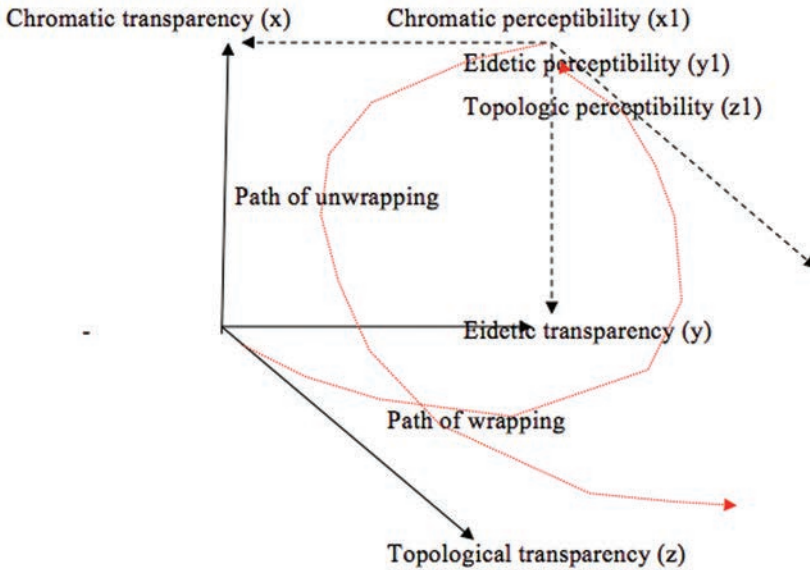 Chromatic transparency (x)
Chromatic perceptibility (x1)
Eidetic perceptibility (y1)
Topologic perceptibility (z1)
Path of unwrapping
-
Eidetic transparency (y)
Path of wrapping
Topological transparency (z)